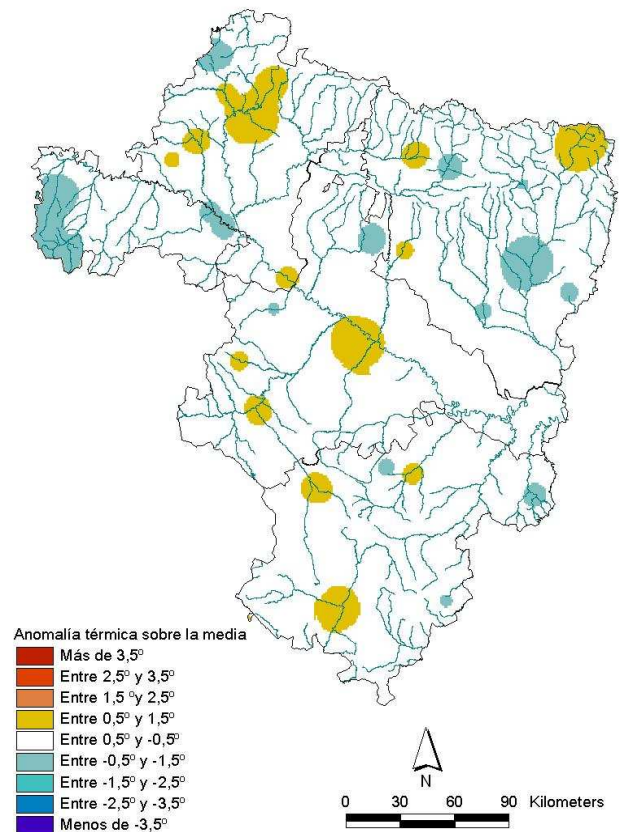 Anomalía térmica sobre la media
Más de 3,5º
Entre 2,5º y 3,5º
Entre 1,5 ºy 2,5º
Entre 0,5º y 1,5º
Entre 0,5º y -0,5º
Entre -0,5º y -1,5º
Entre -1,5º y -2,5º
Entre -2,5º y -3,5º
Menos de -3,5º
N
0 30 60 90 Kilometers